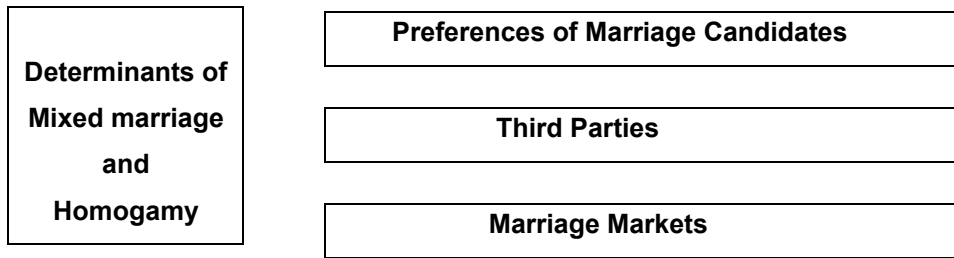 Determinants of
Mixed marriage
and
Homogamy
Preferences of Marriage Candidates
Third Parties
Marriage Markets